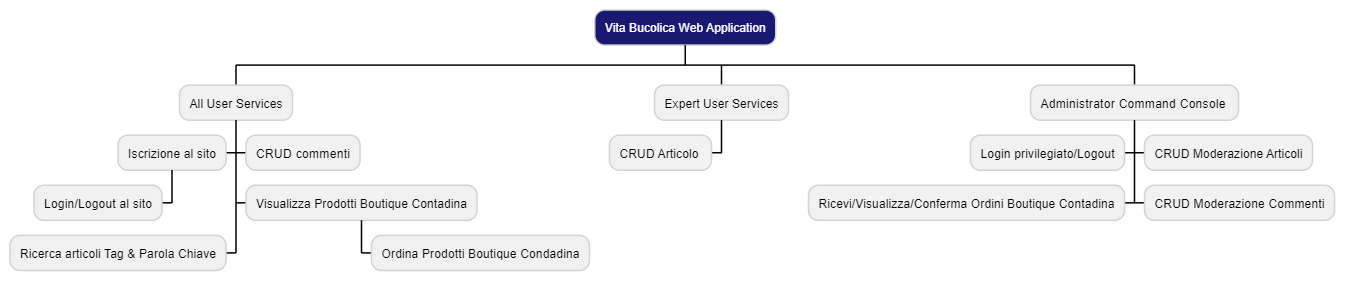 Vita Bucolica Web Application
All User Services
Expert User Services
Administrator Command Console
Iscrizione al sito
CRUD commenti
CRUD Articolo
Login privilegiato/Logout
CRUD Moderazione Articoli
Login/Logout al sito
Visualizza Prodotti Boutique Contadina
Ricevi/Visualizza/Conferma Ordini Boutique Contadina
CRUD Moderazione Commenti
Ricerca articoli Tag & Parola Chiave
Ordina Prodotti Boutique Condadina